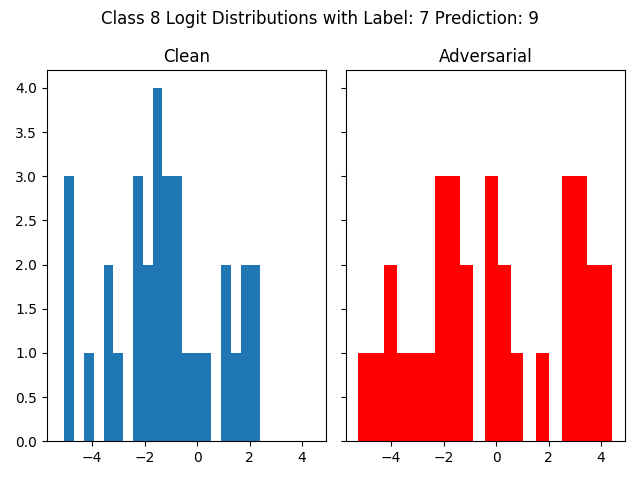 Class 8 Logit Distributions with Label: 7 Prediction: 9
Clean
Adversarial
4.0
3.5
3.0
2.5
2.0
1.5
1.0
0.5
0.0
−4 −2 0 2 4
−4 −2 0 2 4